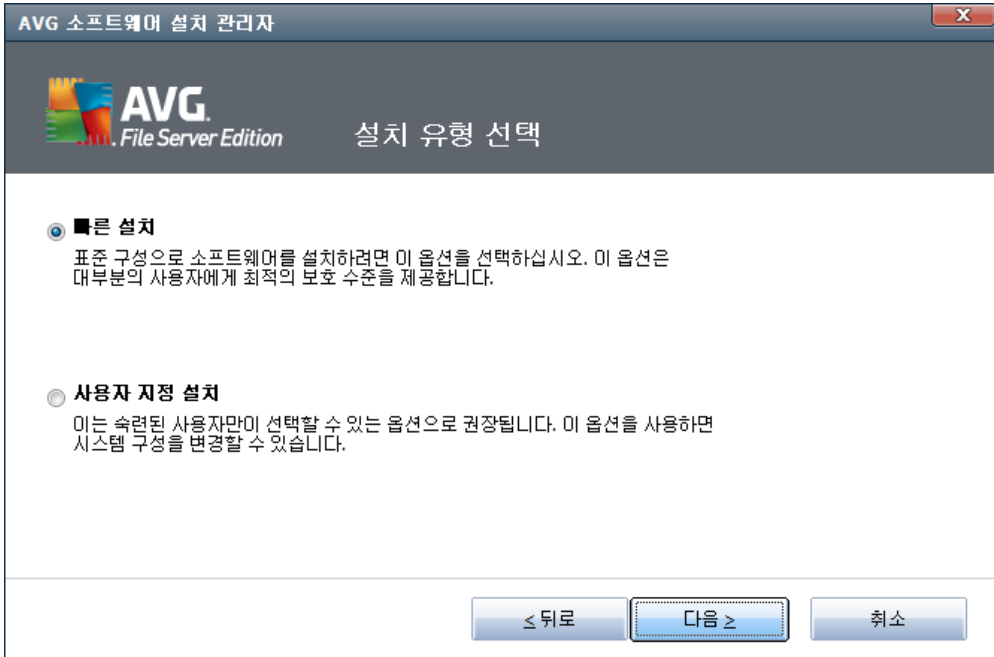 AVG 소프트웨어 설치 관리자
AVG.
File Server Edition
설치 유형 선택
빠른 설치
표준 구성으로 소프트웨어를 설치하려면 이 옵션을 선택하십시오. 이 옵션은
대부분의 사용자에게 최적의 보호 수준을 제공합니다.
사용자 지정 설치
이는 숙련된 사용자만이 선택할 수 있는 옵션으로 권장됩니다. 이 옵션을 사용하면
시스템 구성을 변경할 수 있습니다.
≤ 뒤로
다음 ≥
취소